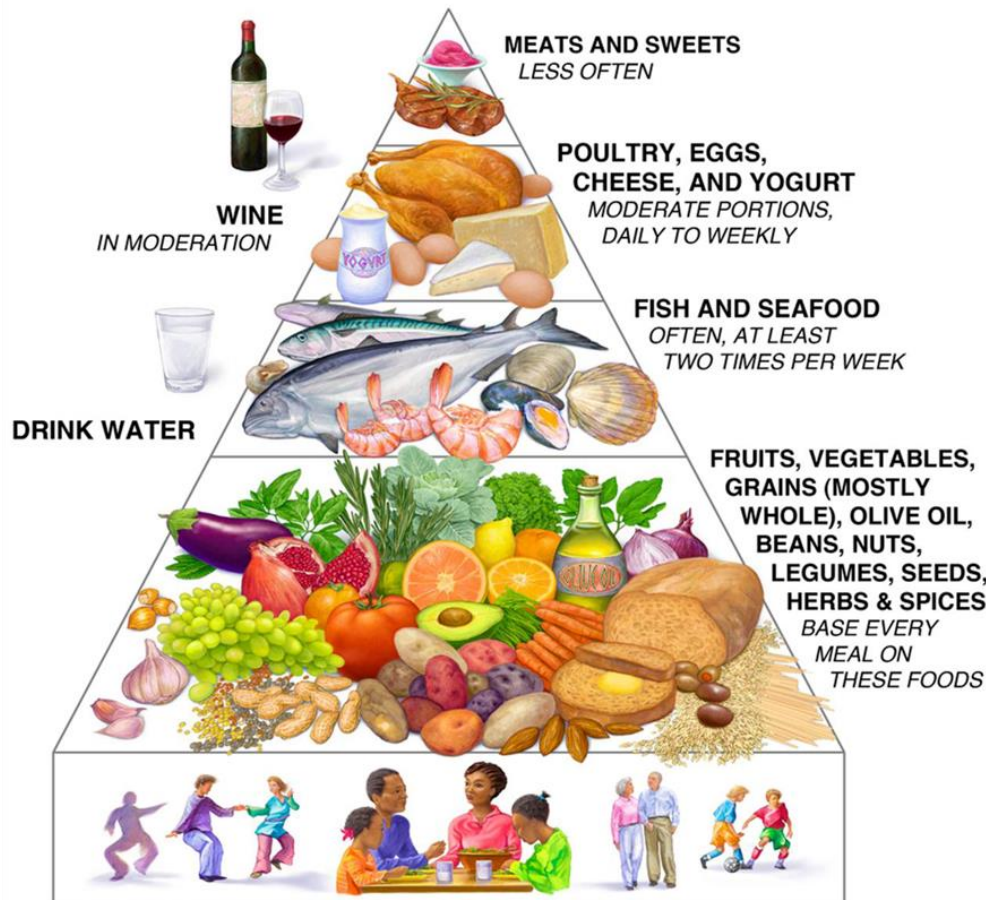 MEATS AND SWEETS
LESS OFTEN
POULTRY, EGGS,
CHEESE, AND YOGURT
MODERATE PORTIONS,
DAILY TO WEEKLY
WINE
IN MODERATION
YOGURT
FISH AND SEAFOOD
OFTEN, AT LEAST
TWO TIMES PER WEEK
DRINK WATER
FRUITS, VEGETABLES,
GRAINS (MOSTLY
WHOLE), OLIVE OIL,
BEANS, NUTS,
LEGUMES, SEEDS,
HERBS & SPICES
BASE EVERY
MEAL ON
THESE FOODS
OLIVE OIL